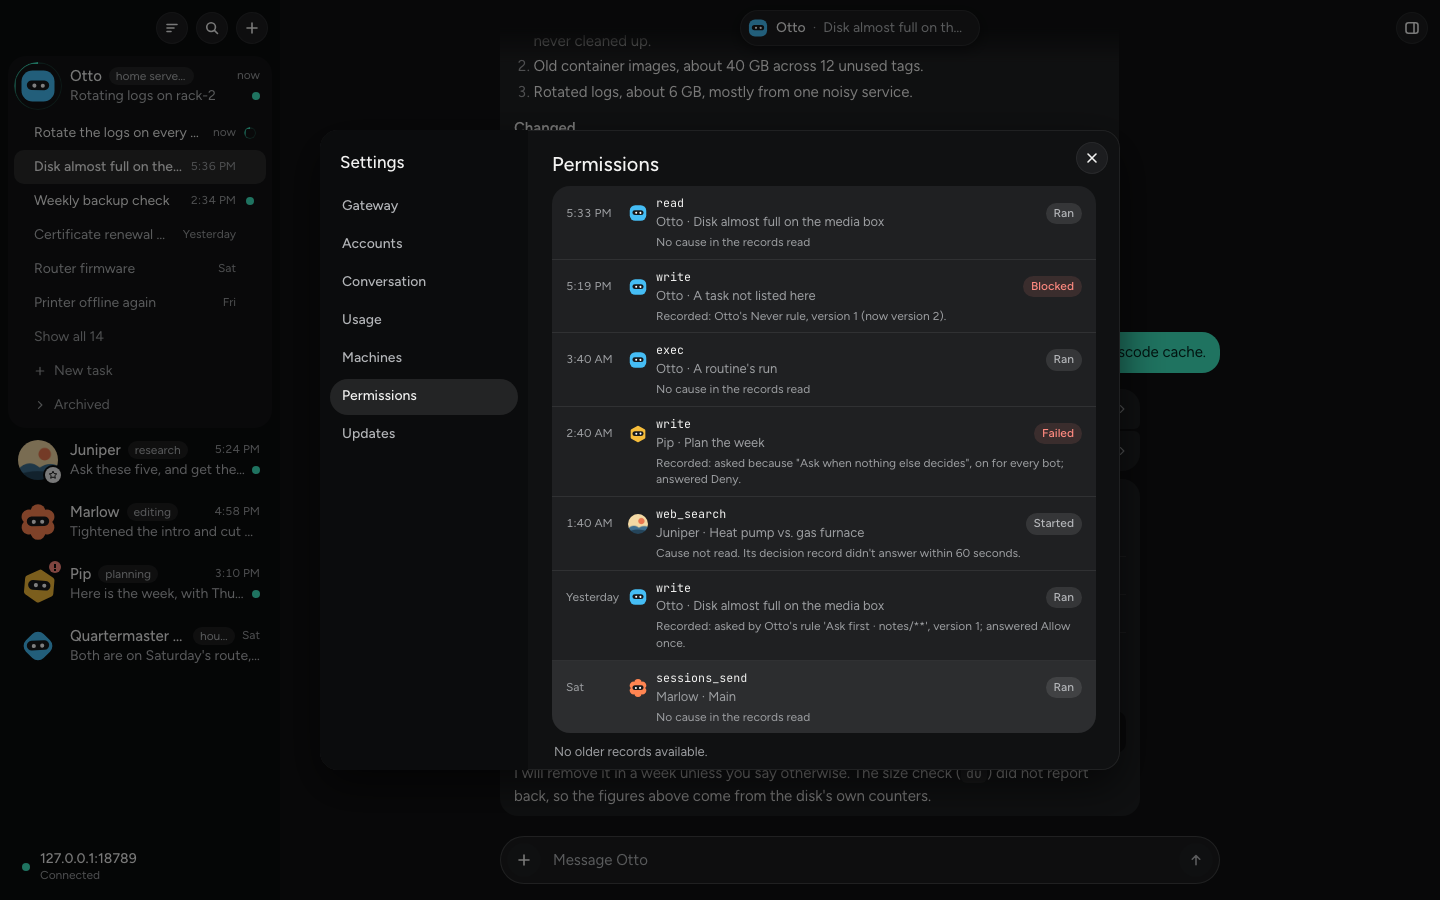 Otto · Disk almost full on th...
Otto home serve... now
Rotating logs on rack-2
Rotate the logs on every ... now
Disk almost full on the... 5:36 PM
Weekly backup check 2:34 PM
Certificate renewal ... Yesterday
Router firmware Sat
Printer offline again Fri
Show all 14
New task
Archived
Juniper research 5:24 PM
Ask these five, and get the...
Marlow editing 4:58 PM
Tightened the intro and cut ...
Pip planning 3:10 PM
Here is the week, with Thu...
Quartermaster ... hou... Sat
Both are on Saturday's route,...
127.0.0.1:18789
Connected
never cleaned up.
2. Old container images, about 40 GB across 12 unused tags.
3. Rotated logs, about 6 GB, mostly from one noisy service.
Changed
scode cache.
Settings
Gateway
Accounts
Conversation
Usage
Machines
Permissions
Updates
Permissions
5:33 PM read Ran
Otto · Disk almost full on the media box
No cause in the records read
5:19 PM write Blocked
Otto · A task not listed here
Recorded: Otto's Never rule, version 1 (now version 2).
3:40 AM exec Ran
Otto · A routine's run
No cause in the records read
2:40 AM write Failed
Pip · Plan the week
Recorded: asked because "Ask when nothing else decides", on for every bot;
answered Deny.
1:40 AM web_search Started
Juniper · Heat pump vs. gas furnace
Cause not read. Its decision record didn't answer within 60 seconds.
Yesterday write Ran
Otto · Disk almost full on the media box
Recorded: asked by Otto's rule 'Ask first · notes/**', version 1; answered Allow
once.
Sat sessions_send Ran
Marlow · Main
No cause in the records read
No older records available.
I will remove it in a week unless you say otherwise. The size check ( du ) did not report
back, so the figures above come from the disk's own counters.
Message Otto